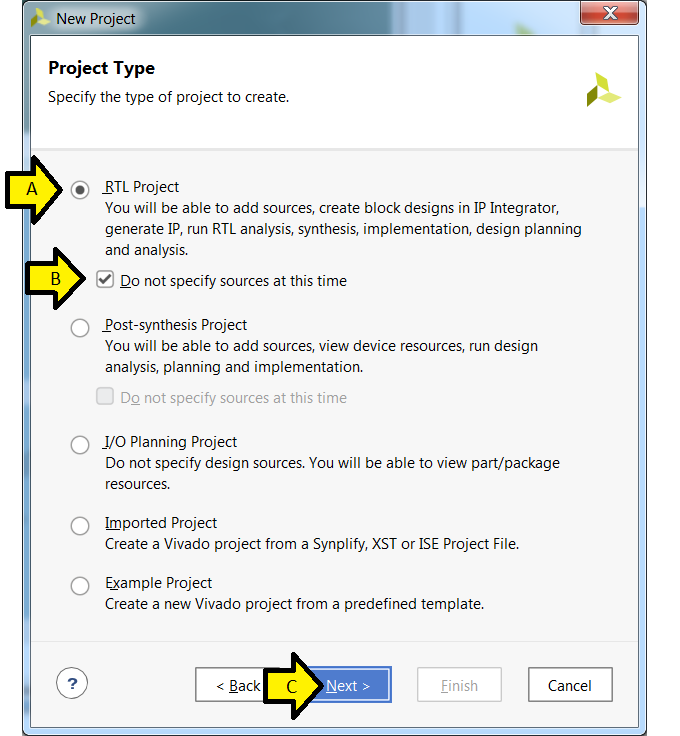 New Project
Project Type
Specify the type of project to create.
A
RTL Project
You will be able to add sources, create block designs in IP Integrator,
generate IP, run RTL analysis, synthesis, implementation, design planning
and analysis.
B
Do not specify sources at this time
Post-synthesis Project
You will be able to add sources, view device resources, run design
analysis, planning and implementation.
Do not specify sources at this time
I/O Planning Project
Do not specify design sources. You will be able to view part/package
resources.
Imported Project
Create a Vivado project from a Synplify, XST or ISE Project File.
Example Project
Create a new Vivado project from a predefined template.
? < Back C Next > Finish Cancel